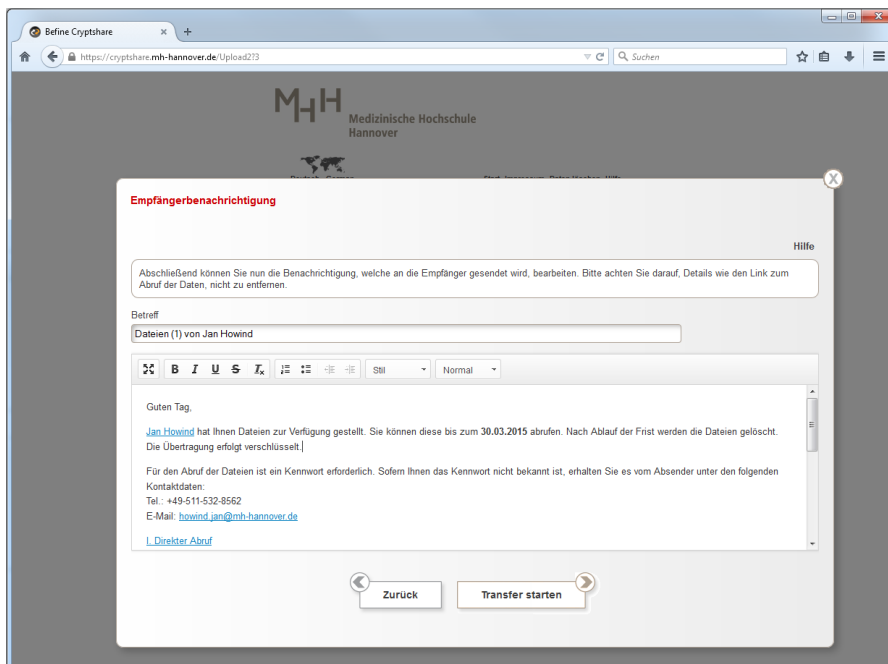 Befine Cryptshare
https://cryptshare.mh-hannover.de/Upload2?3
Suchen
MHH
Medizinische Hochschule
Hannover
Empfängerbenachrichtigung
Hilfe
Abschließend können Sie nun die Benachrichtigung, welche an die Empfänger gesendet wird, bearbeiten. Bitte achten Sie darauf, Details wie den Link zum
Abruf der Daten, nicht zu entfernen.
Betreff
Dateien (1) von Jan Howind
B I U S Tx Stil Normal
Guten Tag,
Jan Howind hat Ihnen Dateien zur Verfügung gestellt. Sie können diese bis zum 30.03.2015 abrufen. Nach Ablauf der Frist werden die Dateien gelöscht.
Die Übertragung erfolgt verschlüsselt.
Für den Abruf der Dateien ist ein Kennwort erforderlich. Sofern Ihnen das Kennwort nicht bekannt ist, erhalten Sie es vom Absender unter den folgenden
Kontaktdaten:
Tel.: +49-511-532-8562
E-Mail: howind.jan@mh-hannover.de
I. Direkter Abruf
Zurück
Transfer starten